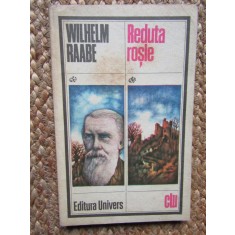 WILHELM
RAABE
Reduta
roșie
Editura Univers
clu